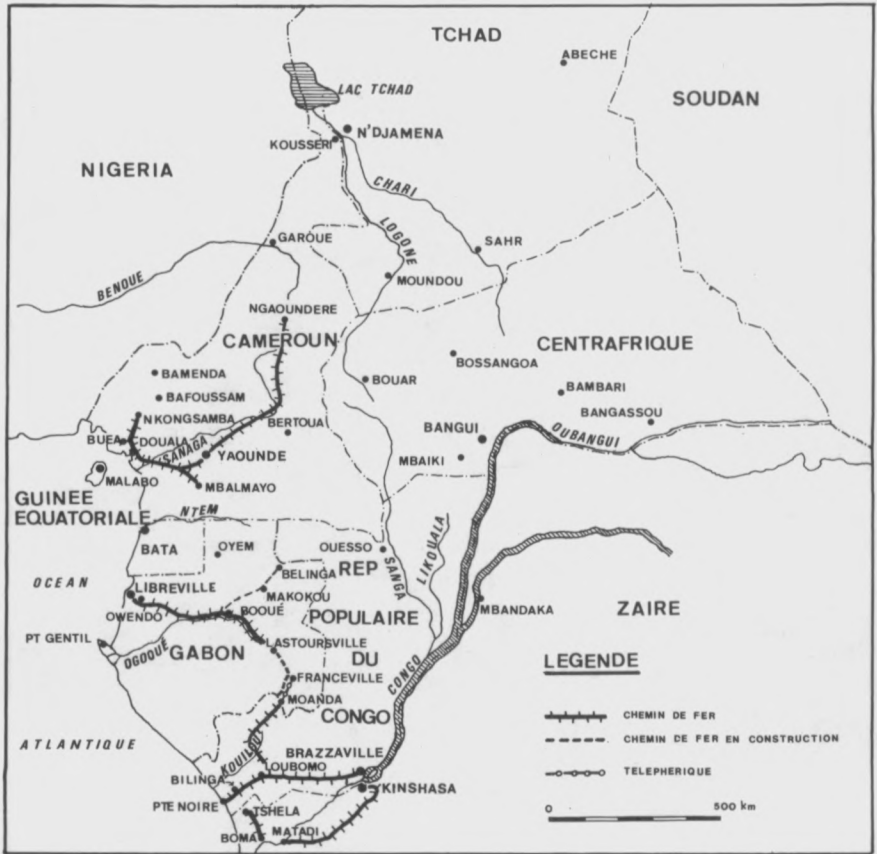 TCHAD
ABECHE
LAC TCHAD
SOUDAN
N'DJAMENA
KOUSSERI
NIGERIA
CHARI
LOGONE
GAROUE
SAHR
BENOUE
MOUNDOU
NGAOUNDERE
CAMEROUN
CENTRAFRIQUE
BOSSANGOA
BAMENDA
BOUAR
BAMBARI
BAFOUSSAM
BANGASSOU
NKONGSAMBA
BERTOUA
BANGUI
OUBANGUI
BUEA
DOUALA
SANAGA
YAOUNDE
MBAIKI
MALABO
MBALMAYO
GUINEE
EQUATORIALE
NTEM
BATA
OYEM
OUESSO
SANGA
LIKOUALA
OCEAN
BELINGA
REP
LIBREVILLE
MAKOKOU
MBANDAKA
ZAIRE
OWENDO
BOOUÉ
POPULAIRE
PT GENTIL
OGOQUÉ
GABON
LASTOURSVILLE
DU
CONGO
LEGENDE
FRANCEVILLE
MOANDA
CONGO
CHEMIN DE FER
ATLANTIQUE
CHEMIN DE FER EN CONSTRUCTION
KOUILOU
BRAZZAVILLE
LOUBOMO
TELEPHERIQUE
BILINGA
KINSHASA
PTE NOIRE
TSHELA
0 500 km
BOMA
MATADI